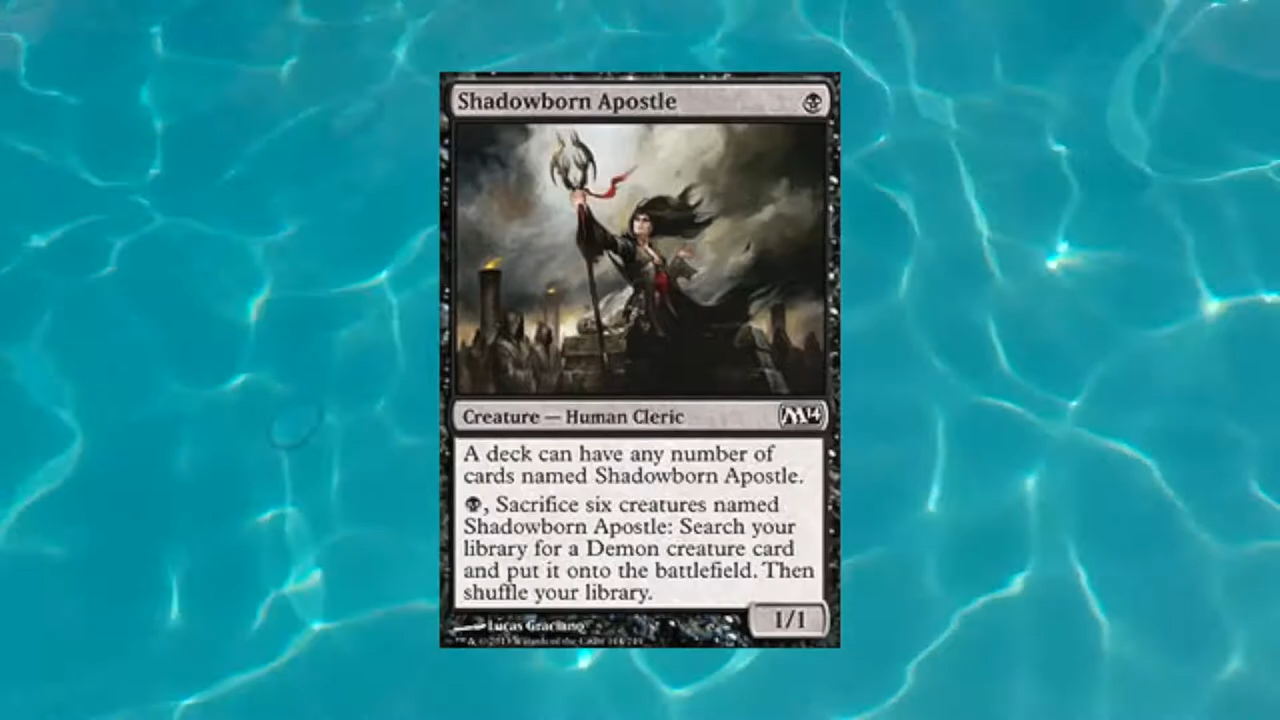 Shadowborn Apostle
Creature — Human Cleric
M14
A deck can have any number of
cards named Shadowborn Apostle.
, Sacrifice six creatures named
Shadowborn Apostle: Search your
library for a Demon creature card
and put it onto the battlefield. Then
shuffle your library.
1/1
Lucas Graciano